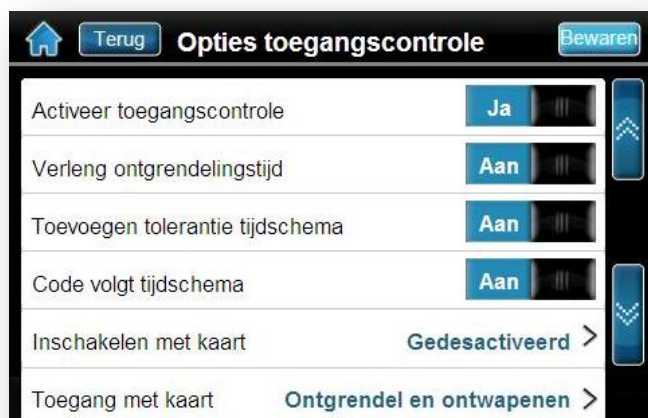 Terug Opties toegangscontrole Bewaren
Activeer toegangscontrole Ja
Verleng ontgrendelingstijd Aan
Toevoegen tolerantie tijdschema Aan
Code volgt tijdschema Aan
Inschakelen met kaart Gedesactiveerd >
Toegang met kaart Ontgrendel en ontwapenen >